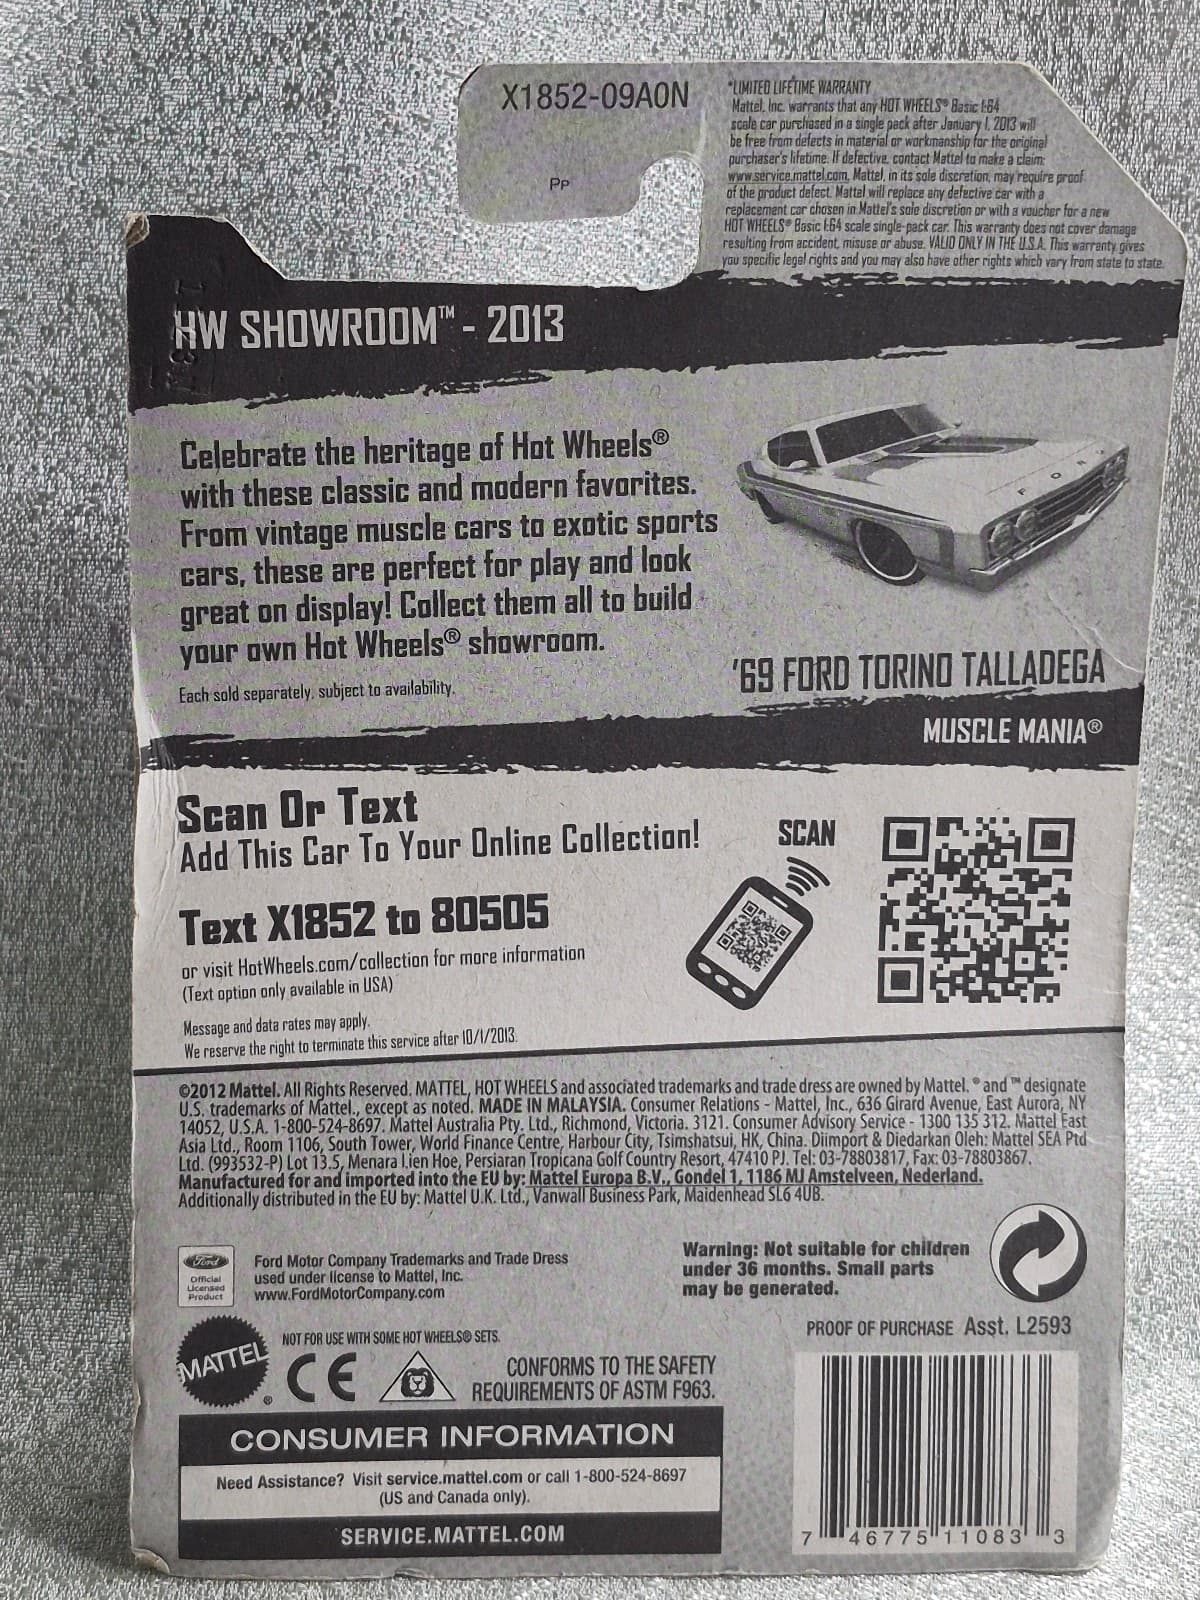 X1852-09A0N
PP
*LIMITED LIFETIME WARRANTY
Mattel, Inc. warrants that any HOT WHEELS® Basic 1:64
scale car purchased in a single pack after January 1, 2013 will
be free from defects in material or workmanship for the original
purchaser's lifetime. If defective, contact Mattel to make a claim:
www.service.mattel.com. Mattel, in its sole discretion, may require proof
of the product defect. Mattel will replace any defective car with a
replacement car chosen in Mattel's sole discretion or with a voucher for a new
HOT WHEELS® Basic 1:64 scale single-pack car. This warranty does not cover damage
resulting from accident, misuse or abuse. VALID ONLY IN THE U.S.A. This warranty gives
you specific legal rights and you may also have other rights which vary from state to state.
HW SHOWROOM™ - 2013
Celebrate the heritage of Hot Wheels®
with these classic and modern favorites.
From vintage muscle cars to exotic sports
cars, these are perfect for play and look
great on display! Collect them all to build
your own Hot Wheels® showroom.
Each sold separately, subject to availability.
FORD
'69 FORD TORINO TALLADEGA
MUSCLE MANIA®
Scan Or Text
Add This Car To Your Online Collection!
Text X1852 to 80505
or visit HotWheels.com/collection for more information
(Text option only available in USA)
Message and data rates may apply.
We reserve the right to terminate this service after 10/1/2013.
SCAN
©2012 Mattel. All Rights Reserved. MATTEL, HOT WHEELS and associated trademarks and trade dress are owned by Mattel. ® and ™ designate
U.S. trademarks of Mattel., except as noted. MADE IN MALAYSIA. Consumer Relations - Mattel, Inc., 636 Girard Avenue, East Aurora, NY
14052, U.S.A. 1-800-524-8697. Mattel Australia Pty. Ltd., Richmond, Victoria. 3121. Consumer Advisory Service - 1300 135 312. Mattel East
Asia Ltd., Room 1106, South Tower, World Finance Centre, Harbour City, Tsimshatsui, HK, China. Diimport & Diedarkan Oleh: Mattel SEA Ptd
Ltd. (993532-P) Lot 13.5, Menara Lien Hoe, Persiaran Tropicana Golf Country Resort, 47410 PJ. Tel: 03-78803817, Fax: 03-78803867.
Manufactured for and imported into the EU by: Mattel Europa B.V., Gondel 1, 1186 MJ Amstelveen, Nederland.
Additionally distributed in the EU by: Mattel U.K. Ltd., Vanwall Business Park, Maidenhead SL6 4UB.
Ford
Official
Licensed
Product
Ford Motor Company Trademarks and Trade Dress
used under license to Mattel, Inc.
www.FordMotorCompany.com
Warning: Not suitable for children
under 36 months. Small parts
may be generated.
PROOF OF PURCHASE Asst. L2593
MATTEL®
NOT FOR USE WITH SOME HOT WHEELS® SETS.
CE
CONFORMS TO THE SAFETY
REQUIREMENTS OF ASTM F963.
CONSUMER INFORMATION
Need Assistance? Visit service.mattel.com or call 1-800-524-8697
(US and Canada only).
SERVICE.MATTEL.COM
7 46775 11083 3